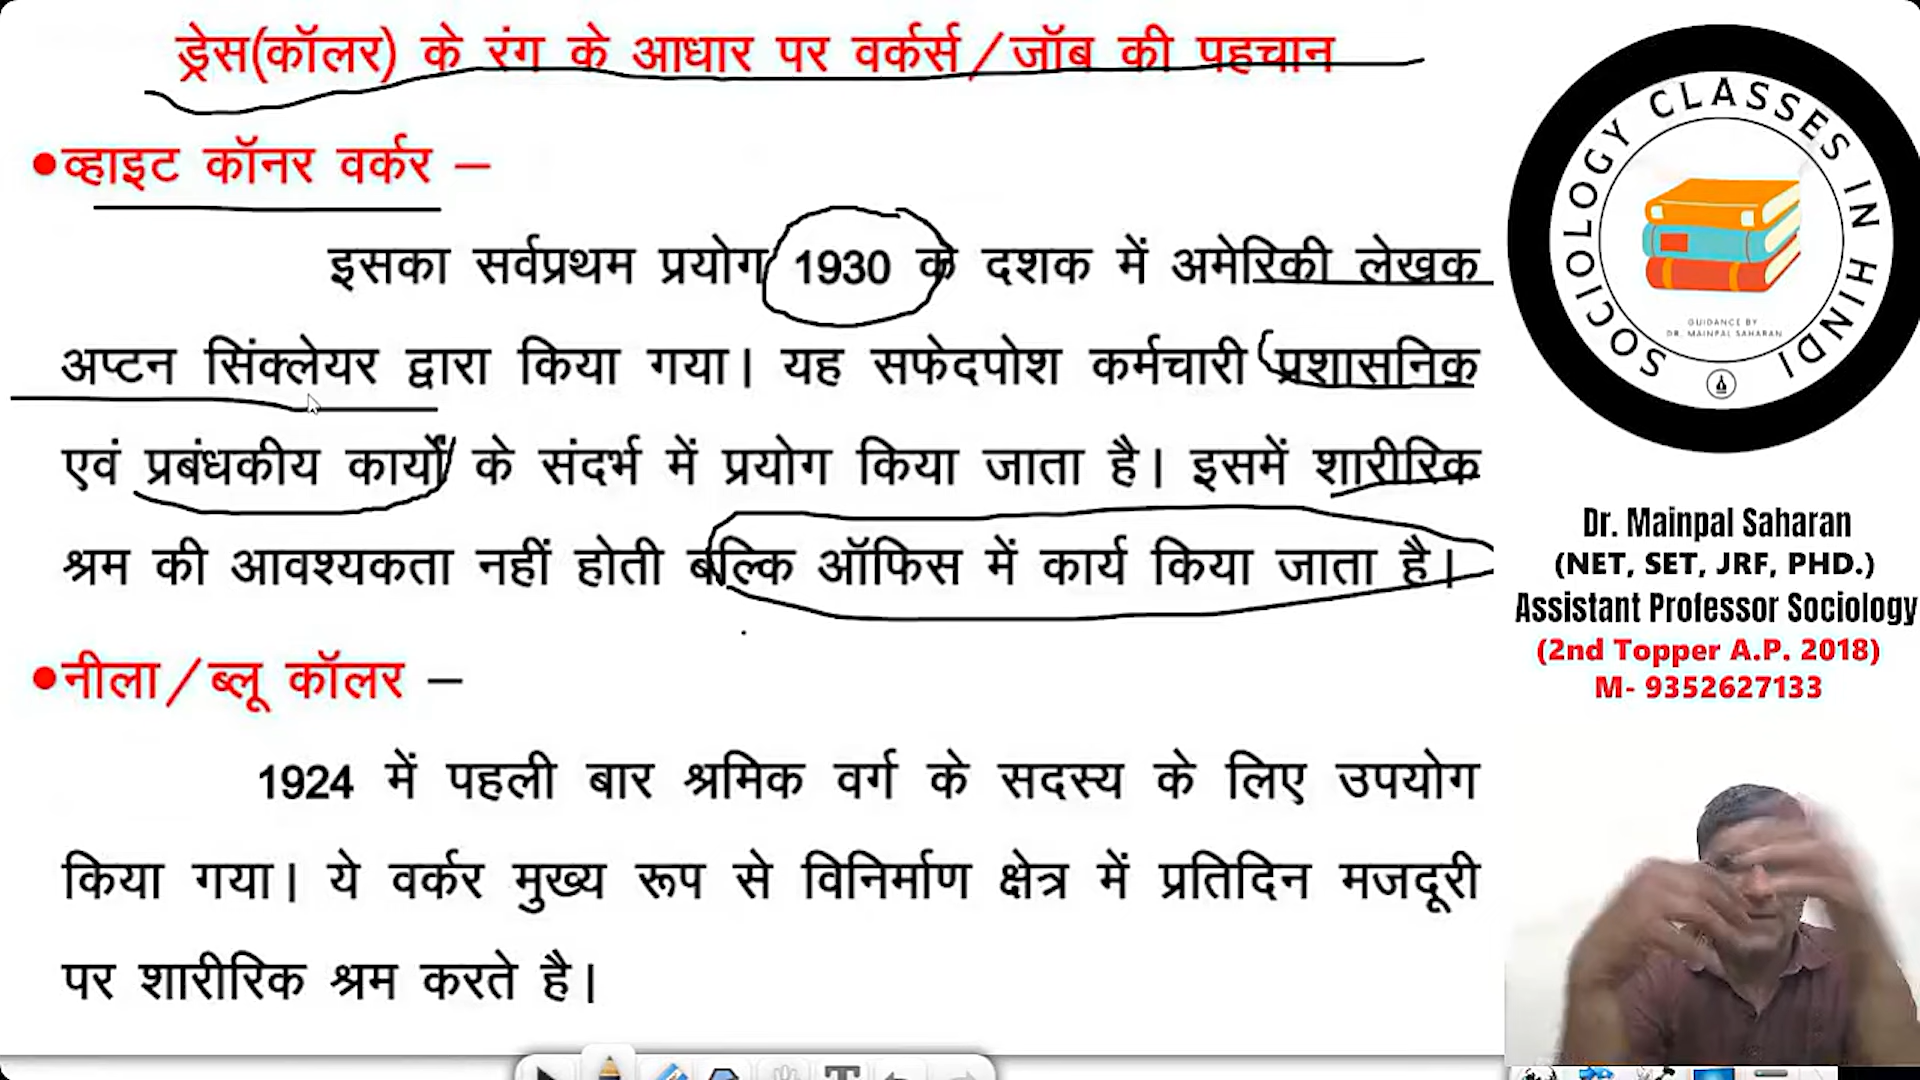 ड्रेस(कॉलर) के रंग के आधार पर वर्कर्स/जॉब की पहचान
•व्हाइट कॉनर वर्कर –
इसका सर्वप्रथम प्रयोग 1930 के दशक में अमेरिकी लेखक
अप्टन सिंक्लेयर द्वारा किया गया। यह सफेदपोश कर्मचारी प्रशासनिक
एवं प्रबंधकीय कार्यों के संदर्भ में प्रयोग किया जाता है। इसमें शारीरिक
श्रम की आवश्यकता नहीं होती बल्कि ऑफिस में कार्य किया जाता है।
•नीला/ब्लू कॉलर –
1924 में पहली बार श्रमिक वर्ग के सदस्य के लिए उपयोग
किया गया। ये वर्कर मुख्य रूप से विनिर्माण क्षेत्र में प्रतिदिन मजदूरी
पर शारीरिक श्रम करते है।
SOCIOLOGY CLASSES IN HINDI
GUIDANCE BY
DR. MAINPAL SAHARAN
Dr. Mainpal Saharan
(NET, SET, JRF, PHD.)
Assistant Professor Sociology
(2nd Topper A.P. 2018)
M- 9352627133